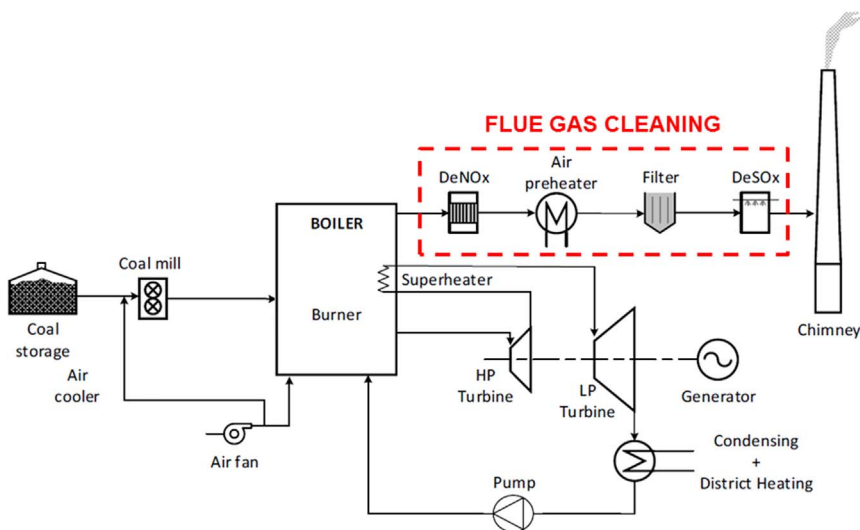 FLUE GAS CLEANING
DeNOx
Air
preheater
Filter
DeSOx
BOILER
Coal mill
Superheater
Burner
Coal
storage
Chimney
Air
cooler
HP
Turbine
LP
Turbine
Generator
Air fan
Condensing
+
District Heating
Pump